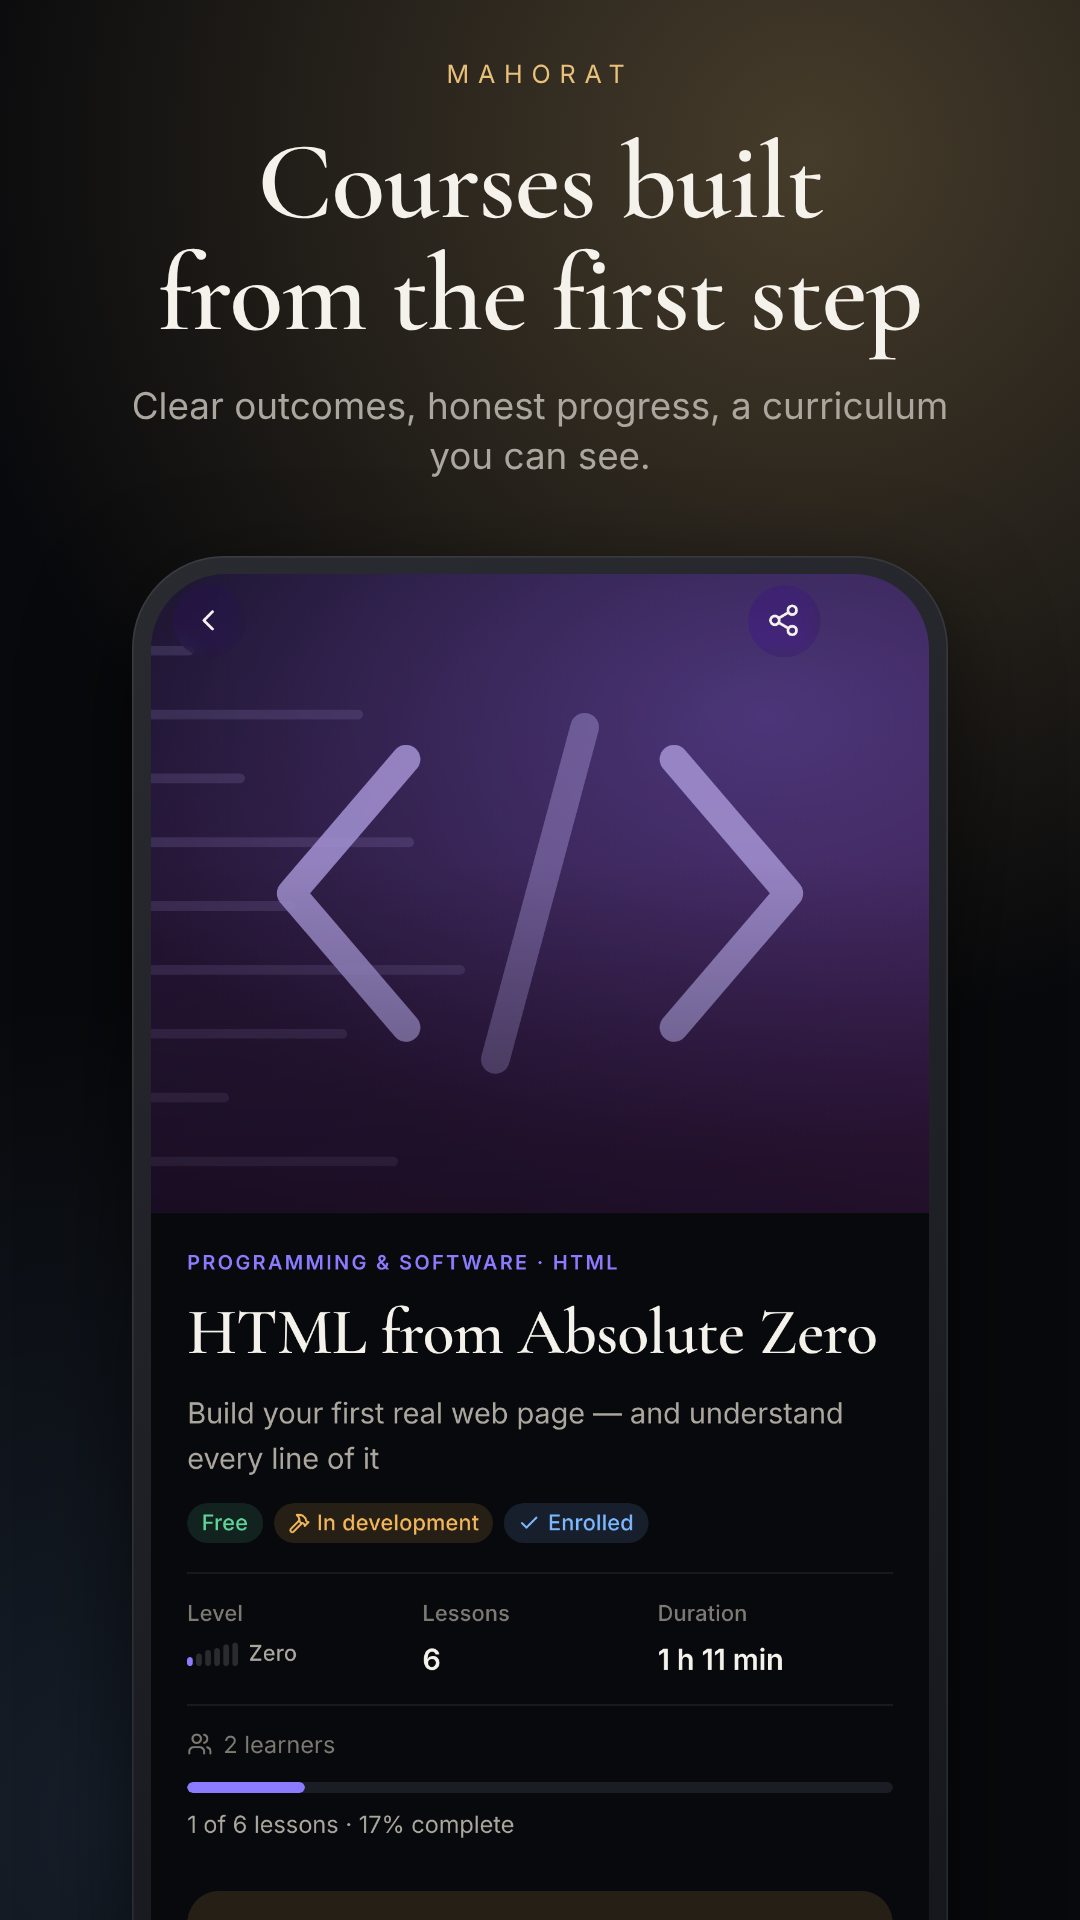 MAHORAT
Courses built
from the first step
Clear outcomes, honest progress, a curriculum
you can see.
PROGRAMMING & SOFTWARE · HTML
HTML from Absolute Zero
Build your first real web page — and understand
every line of it
Free
In development
Enrolled
Level
Lessons
Duration
Zero
6
1 h 11 min
2 learners
1 of 6 lessons · 17% complete